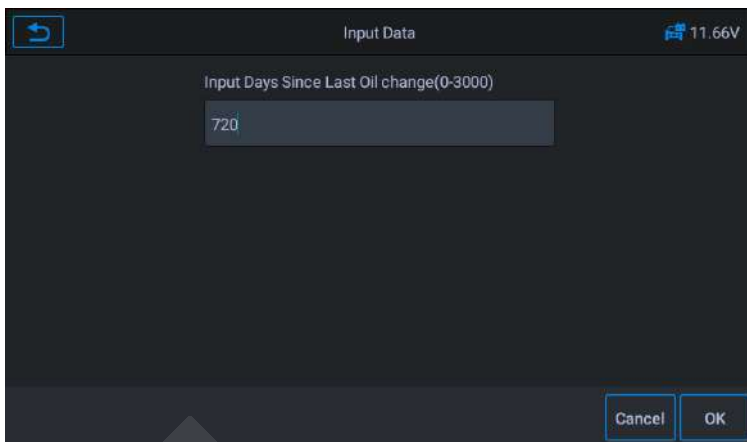 Input Data
11.66V
Input Days Since Last Oil change(0-3000)
720
Cancel
OK